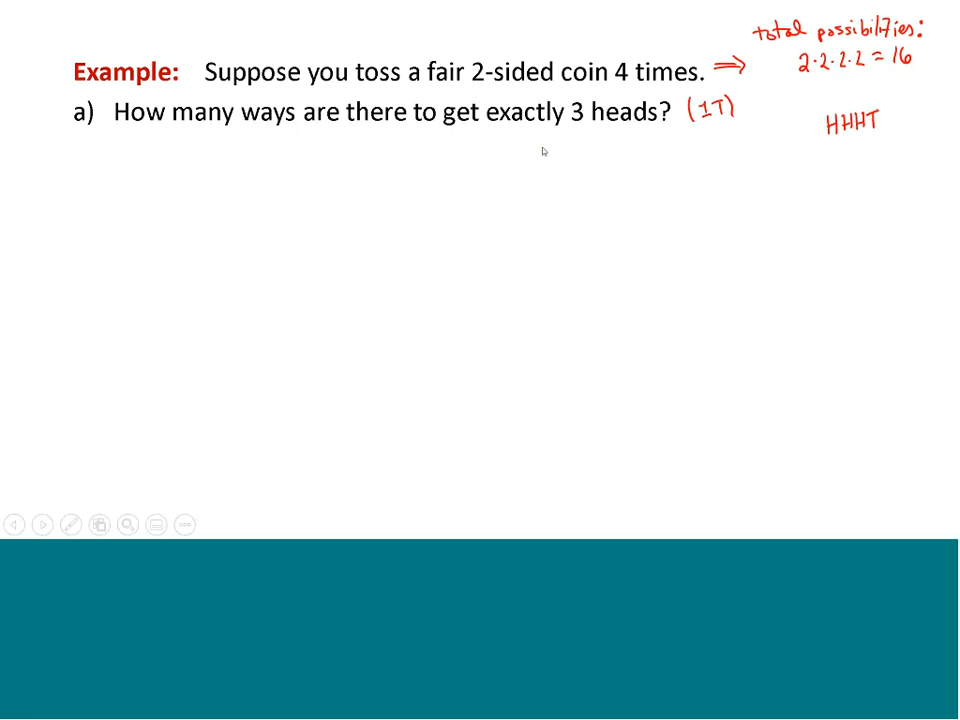 total possibilities:
Example: Suppose you toss a fair 2-sided coin 4 times. ⇒ 2·2·2·2 = 16
a) How many ways are there to get exactly 3 heads? (1T)
HHHT